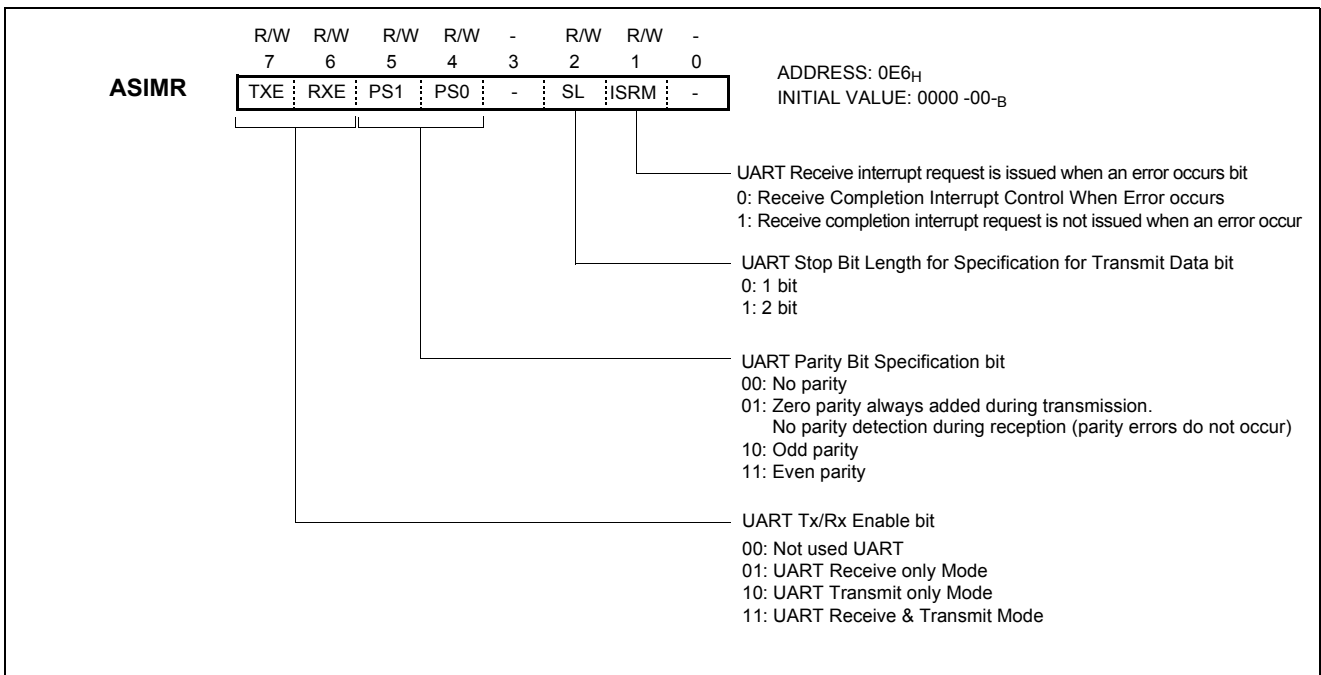 R/W R/W R/W R/W - R/W R/W -
7 6 5 4 3 2 1 0
ASIMR TXE RXE PS1 PS0 - SL ISRM -
ADDRESS: 0E6H
INITIAL VALUE: 0000 -00-B
UART Receive interrupt request is issued when an error occurs bit
0: Receive Completion Interrupt Control When Error occurs
1: Receive completion interrupt request is not issued when an error occur
UART Stop Bit Length for Specification for Transmit Data bit
0: 1 bit
1: 2 bit
UART Parity Bit Specification bit
00: No parity
01: Zero parity always added during transmission.
No parity detection during reception (parity errors do not occur)
10: Odd parity
11: Even parity
UART Tx/Rx Enable bit
00: Not used UART
01: UART Receive only Mode
10: UART Transmit only Mode
11: UART Receive & Transmit Mode